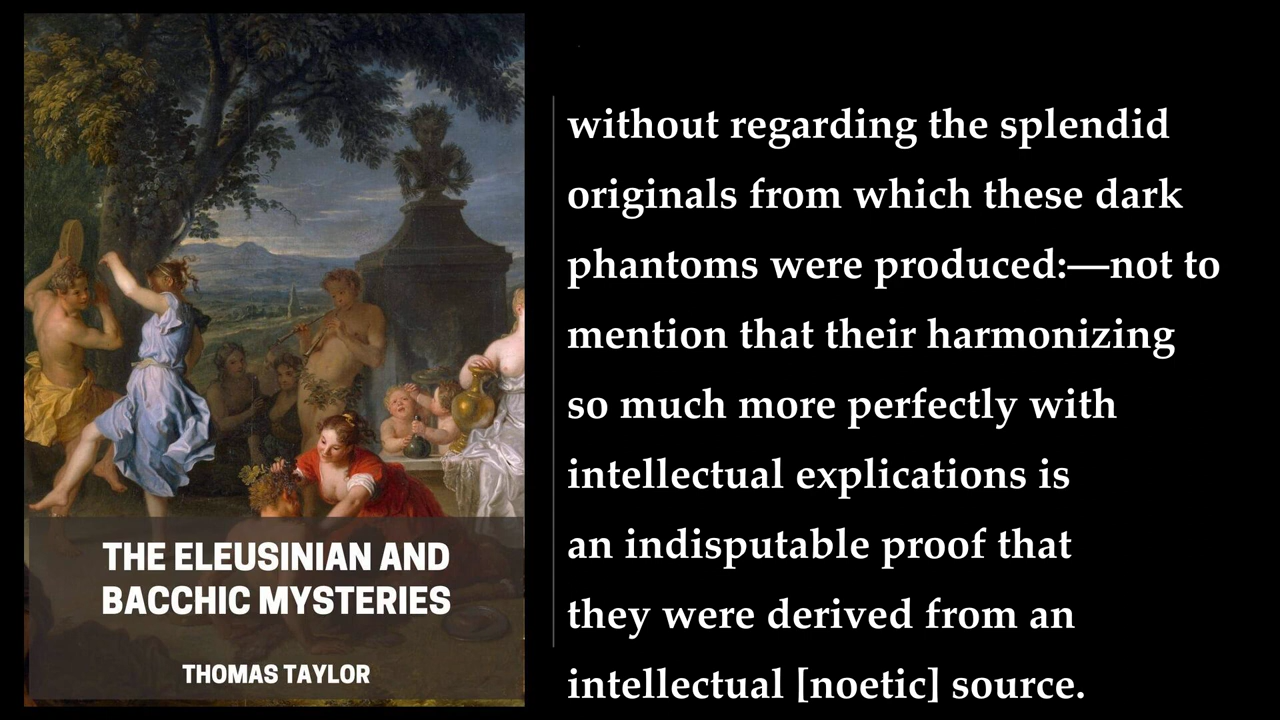 THE ELEUSINIAN AND
BACCHIC MYSTERIES
THOMAS TAYLOR
without regarding the splendid
originals from which these dark
phantoms were produced:—not to
mention that their harmonizing
so much more perfectly with
intellectual explications is
an indisputable proof that
they were derived from an
intellectual [noetic] source.